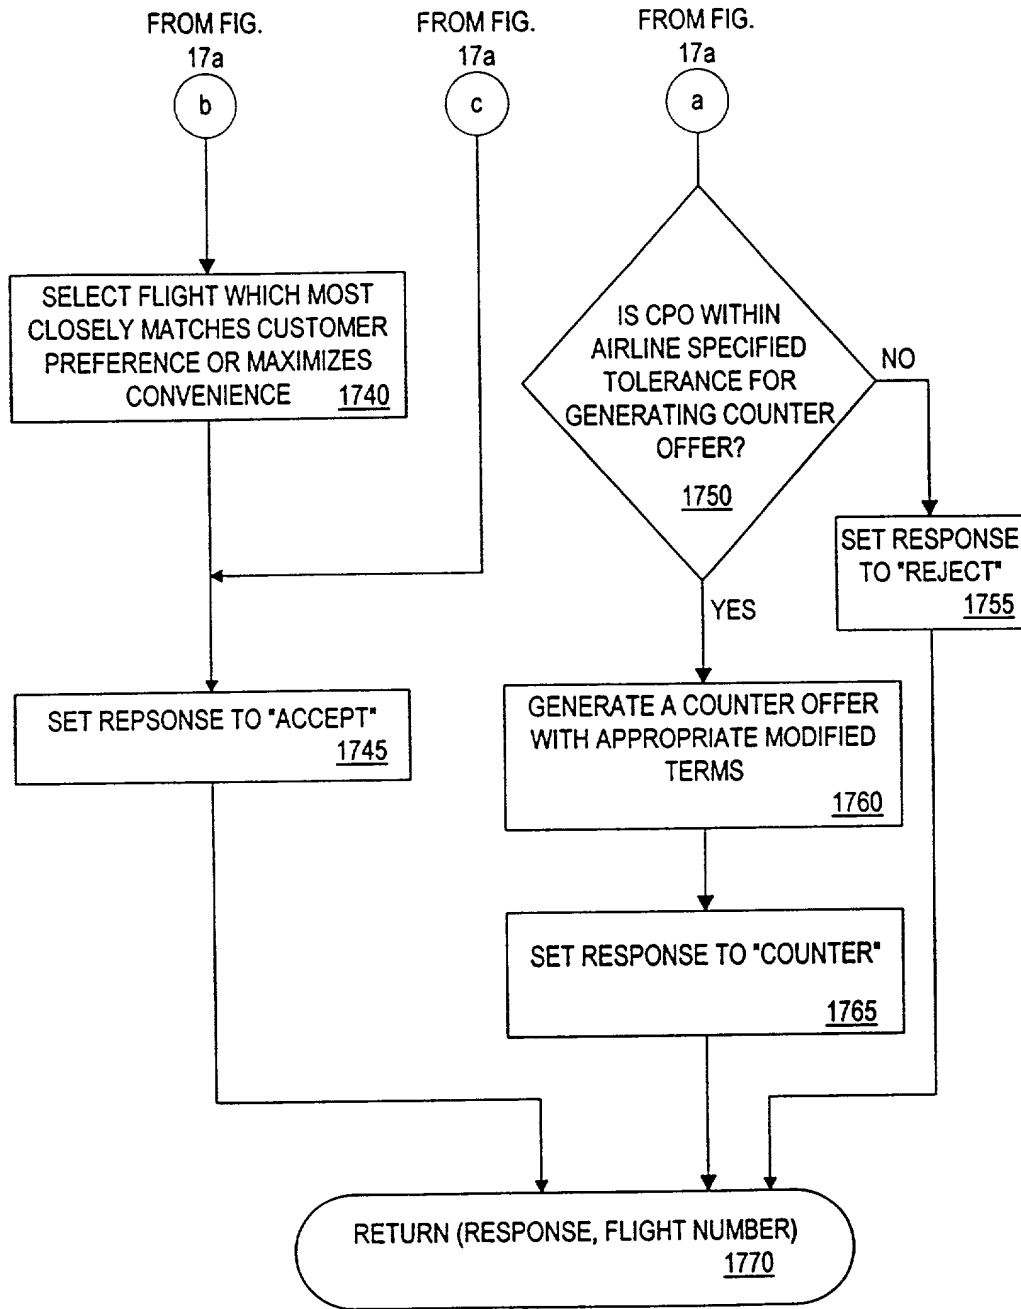 FROM FIG.
17a
b
FROM FIG.
17a
c
FROM FIG.
17a
a
SELECT FLIGHT WHICH MOST
CLOSELY MATCHES CUSTOMER
PREFERENCE OR MAXIMIZES
CONVENIENCE 1740
IS CPO WITHIN
AIRLINE SPECIFIED
TOLERANCE FOR
GENERATING COUNTER
OFFER?
1750
NO
SET RESPONSE
TO "REJECT"
1755
YES
SET REPSONSE TO "ACCEPT"
1745
GENERATE A COUNTER OFFER
WITH APPROPRIATE MODIFIED
TERMS
1760
SET RESPONSE TO "COUNTER"
1765
RETURN (RESPONSE, FLIGHT NUMBER)
1770